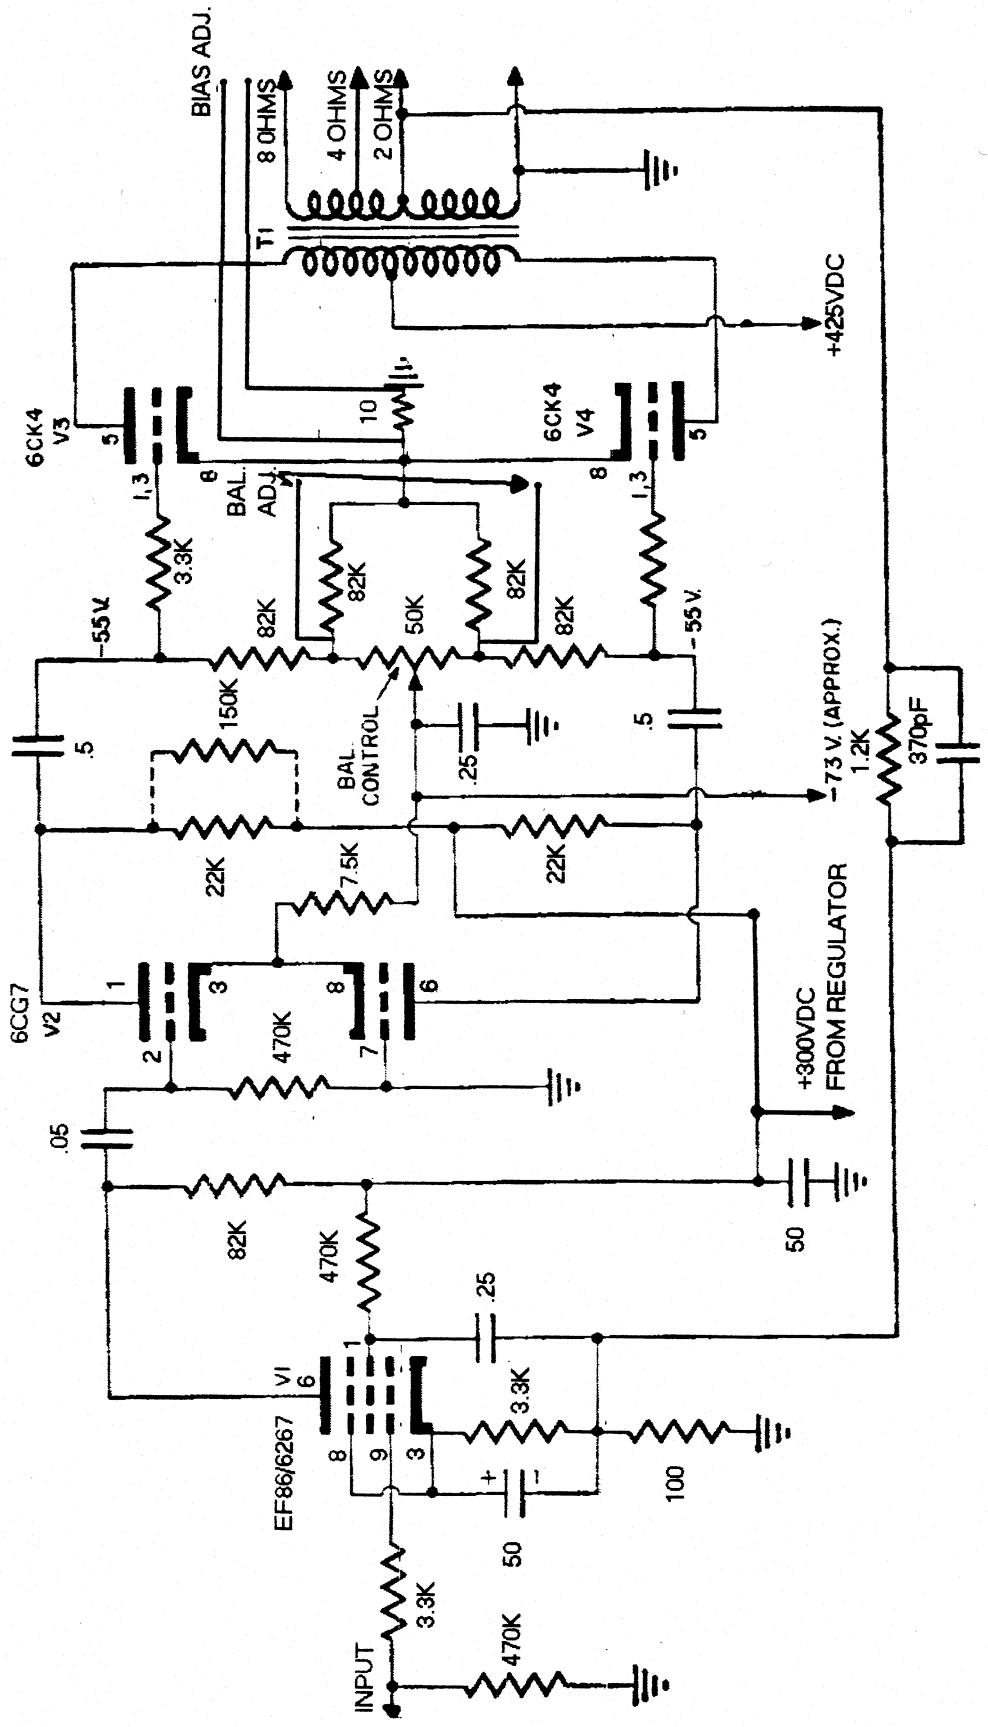 INPUT
3.3K
470K
EF86/6267
V1
6
8
9
3
1
50
+
-
3.3K
100
.25
470K
82K
.05
50
+300VDC
FROM REGULATOR
6CG7
V2
1
2
3
8
7
6
470K
7.5K
22K
150K
22K
.5
.5
-55V.
-55 V.
BAL.
CONTROL
.25
-73 V. (APPROX.)
1.2K
370pF
82K
50K
82K
82K
82K
3.3K
BAL.
ADJ.
6CK4
V3
5
1,3
8
6CK4
V4
8
1,3
5
10
T1
+425VDC
BIAS ADJ.
8 OHMS
4 OHMS
2 OHMS